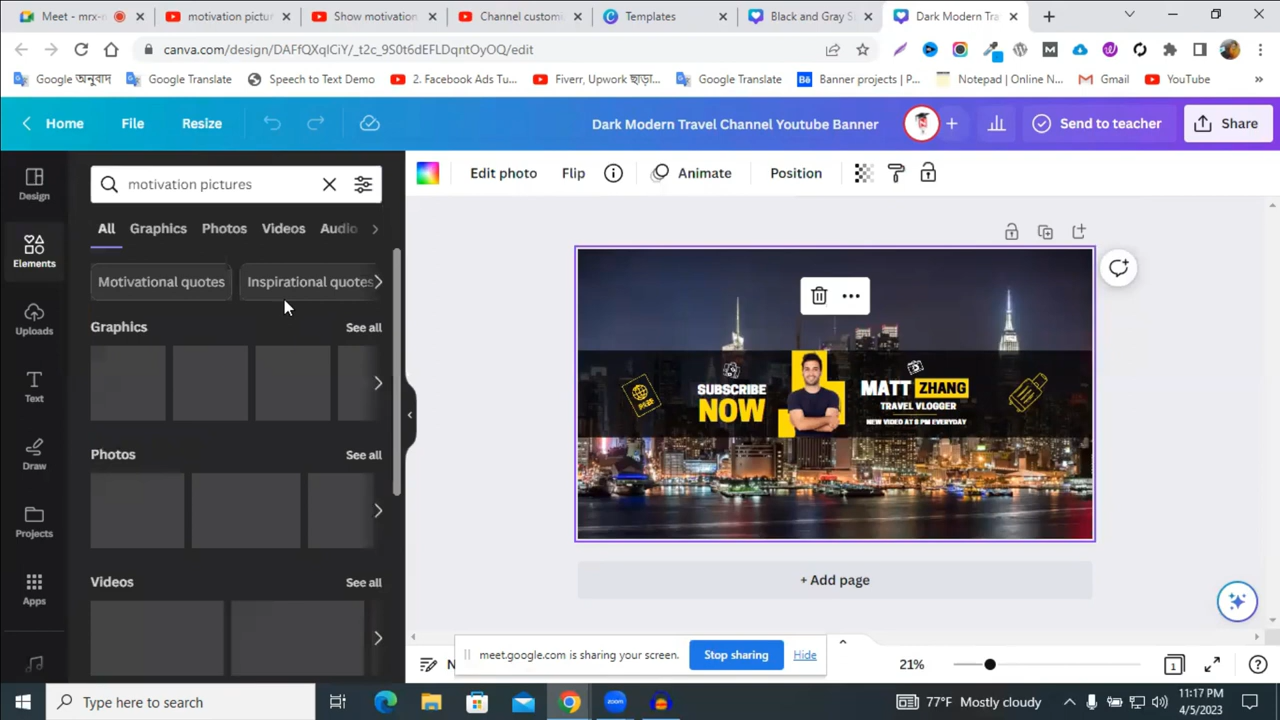 Meet - mrx-n
motivation pictur
Show motivation
Channel customi
Templates
Black and Gray S
Dark Modern Tra
canva.com/design/DAFfQXqlCiY/_t2c_9S0t6dEFLDqntOyOQ/edit
Google অনুবাদ
Google Translate
Speech to Text Demo
2. Facebook Ads Tu...
Fiverr, Upwork ছাড়া...
Google Translate
Banner projects | P...
Notepad | Online N...
Gmail
YouTube
Home
File
Resize
Dark Modern Travel Channel Youtube Banner
Send to teacher
Share
Design
Elements
Uploads
Text
Draw
Projects
Apps
motivation pictures
All
Graphics
Photos
Videos
Audio
Motivational quotes
Inspirational quotes
Graphics
See all
Photos
See all
Videos
See all
Edit photo
Flip
Animate
Position
SUBSCRIBE
NOW
MATT ZHANG
TRAVEL VLOGGER
NEW VIDEO AT 8 PM EVERYDAY
+ Add page
meet.google.com is sharing your screen.
Stop sharing
Hide
21%
1
Type here to search
zoom
77°F Mostly cloudy
11:17 PM
4/5/2023